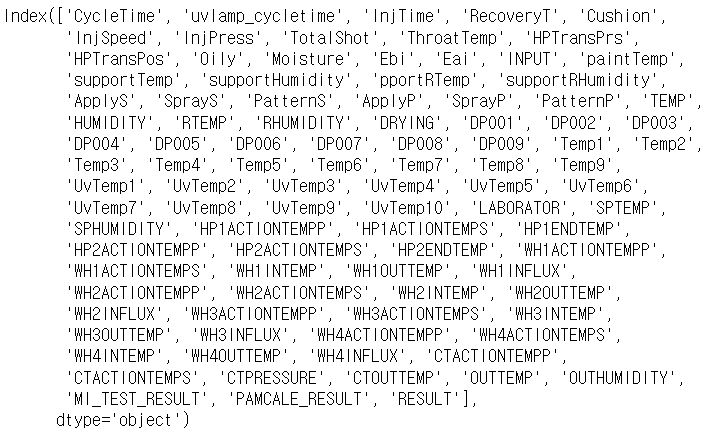 Index(['CycleTime', 'uvlamp_cycletime', 'InjTime', 'RecoveryT', 'Cushion',
'InjSpeed', 'InjPress', 'TotalShot', 'ThroatTemp', 'HPTransPrs',
'HPTransPos', 'Oily', 'Moisture', 'Ebi', 'Eai', 'INPUT', 'paintTemp',
'supportTemp', 'supportHumidity', 'pportRTemp', 'supportRHumidity',
'ApplyS', 'SprayS', 'PatternS', 'ApplyP', 'SprayP', 'PatternP', 'TEMP',
'HUMIDITY', 'RTEMP', 'RHUMIDITY', 'DRYING', 'DP001', 'DP002', 'DP003',
'DP004', 'DP005', 'DP006', 'DP007', 'DP008', 'DP009', 'Temp1', 'Temp2',
'Temp3', 'Temp4', 'Temp5', 'Temp6', 'Temp7', 'Temp8', 'Temp9',
'UvTemp1', 'UvTemp2', 'UvTemp3', 'UvTemp4', 'UvTemp5', 'UvTemp6',
'UvTemp7', 'UvTemp8', 'UvTemp9', 'UvTemp10', 'LABORATOR', 'SPTEMP',
'SPHUMIDITY', 'HP1ACTIONTEMPP', 'HP1ACTIONTEMPS', 'HP1ENDTEMP',
'HP2ACTIONTEMPP', 'HP2ACTIONTEMPS', 'HP2ENDTEMP', 'WH1ACTIONTEMPP',
'WH1ACTIONTEMPS', 'WH1INTEMP', 'WH1OUTTEMP', 'WH1INFLUX',
'WH2ACTIONTEMPP', 'WH2ACTIONTEMPS', 'WH2INTEMP', 'WH2OUTTEMP',
'WH2INFLUX', 'WH3ACTIONTEMPP', 'WH3ACTIONTEMPS', 'WH3INTEMP',
'WH3OUTTEMP', 'WH3INFLUX', 'WH4ACTIONTEMPP', 'WH4ACTIONTEMPS',
'WH4INTEMP', 'WH4OUTTEMP', 'WH4INFLUX', 'CTACTIONTEMPP',
'CTACTIONTEMPS', 'CTPRESSURE', 'CTOUTTEMP', 'OUTTEMP', 'OUTHUMIDITY',
'MI_TEST_RESULT', 'PAMCALE_RESULT', 'RESULT'],
dtype='object')